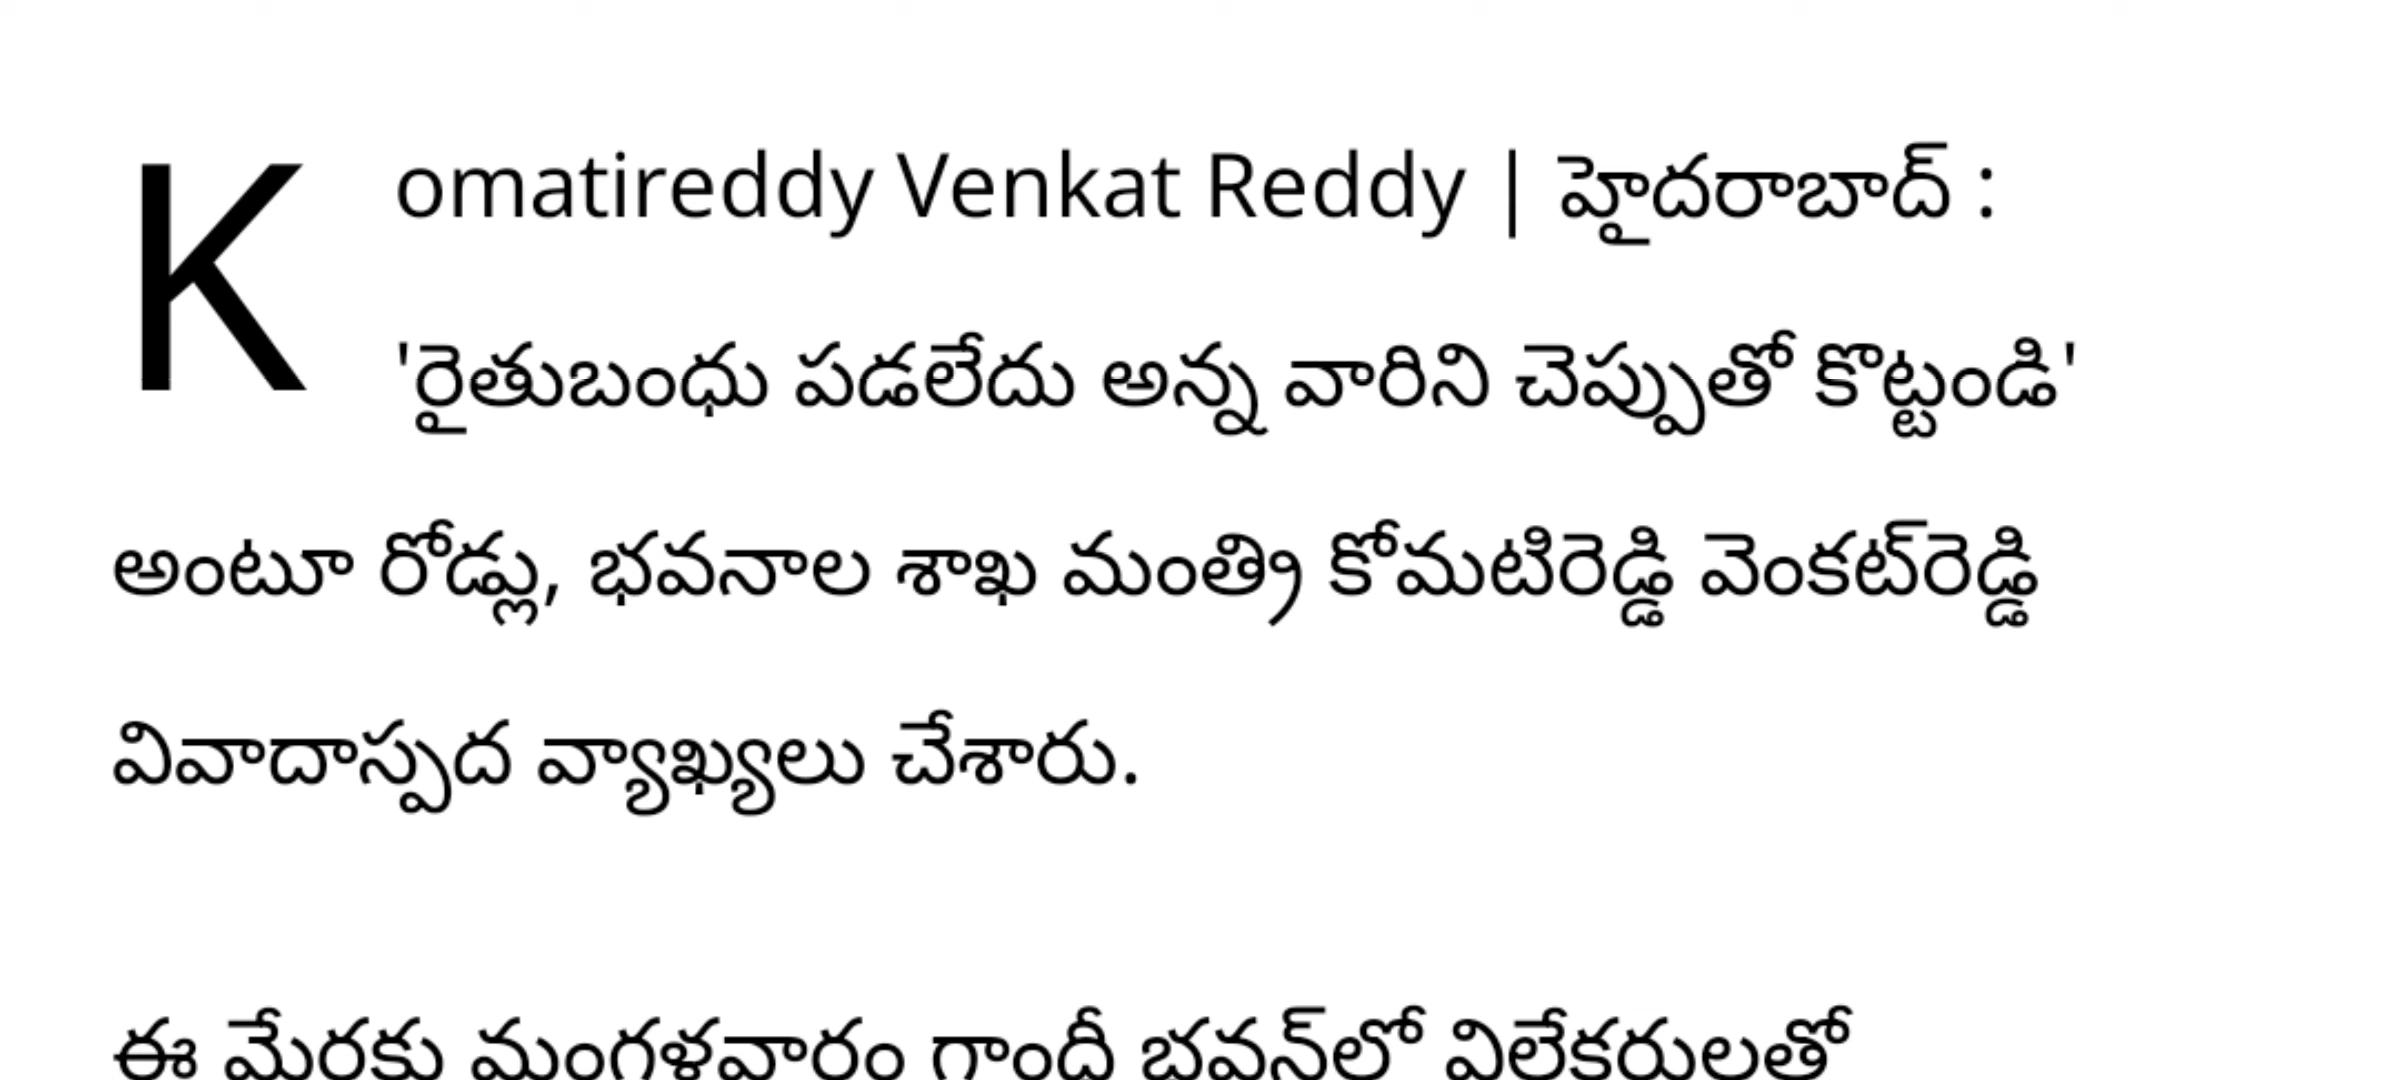 Komatireddy Venkat Reddy | హైదరాబాద్ :
'రైతుబంధు పడలేదు అన్న వారిని చెప్పుతో కొట్టండి'
అంటూ రోడ్లు, భవనాల శాఖ మంత్రి కోమటిరెడ్డి వెంకట్‌రెడ్డి
వివాదాస్పద వ్యాఖ్యలు చేశారు.
ఈ మేరకు మంగళవారం గాందీ భవన్‌లో విలేకరులతో